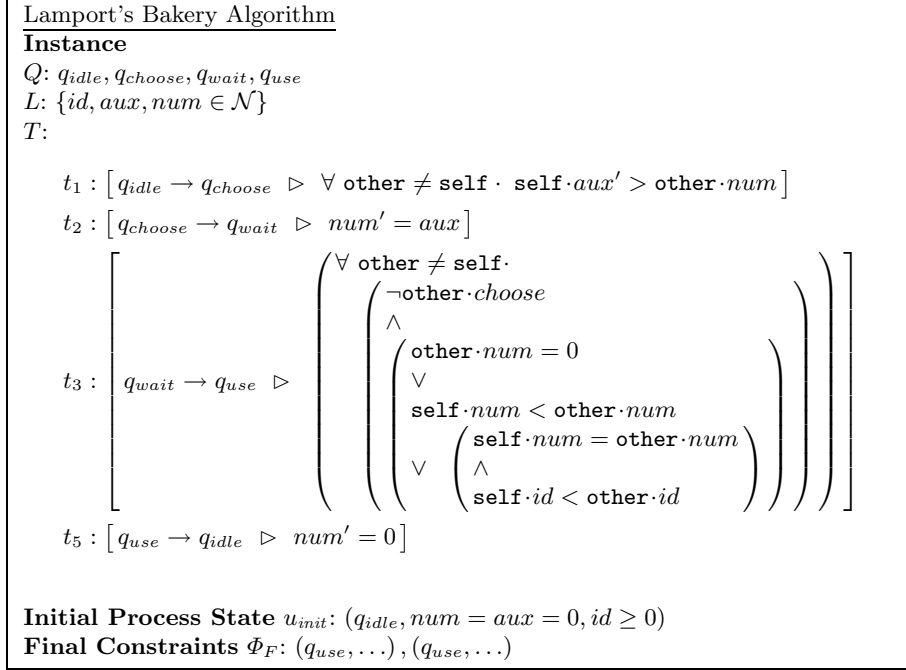 Lamport's Bakery Algorithm
Instance
Q: q_idle, q_choose, q_wait, q_use
L: {id, aux, num ∈ 𝒩}
T:
t₁ : [ q_idle → q_choose ▷ ∀ other ≠ self · self·aux′ > other·num ]
t₂ : [ q_choose → q_wait ▷ num′ = aux ]
∀ other ≠ self·
¬other·choose
∧
other·num = 0
∨
t₃ : [ q_wait → q_use ▷
self·num < other·num
self·num = other·num
∨ ∧
self·id < other·id
t₅ : [ q_use → q_idle ▷ num′ = 0 ]
Initial Process State u_init: (q_idle, num = aux = 0, id ≥ 0)
Final Constraints Φ_F: (q_use, …) , (q_use, …)